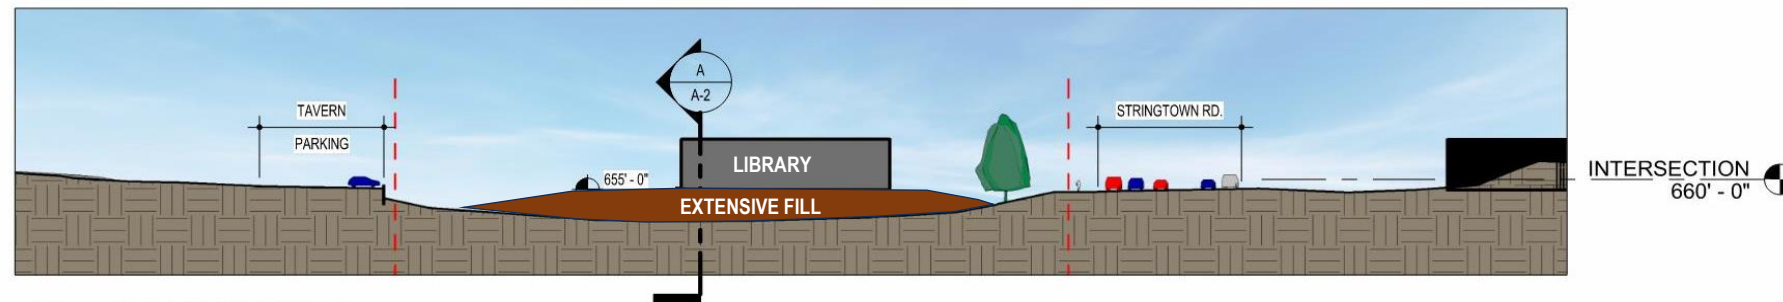 A
A-2
TAVERN
PARKING
STRINGTOWN RD.
LIBRARY
655' - 0"
EXTENSIVE FILL
INTERSECTION
660' - 0"